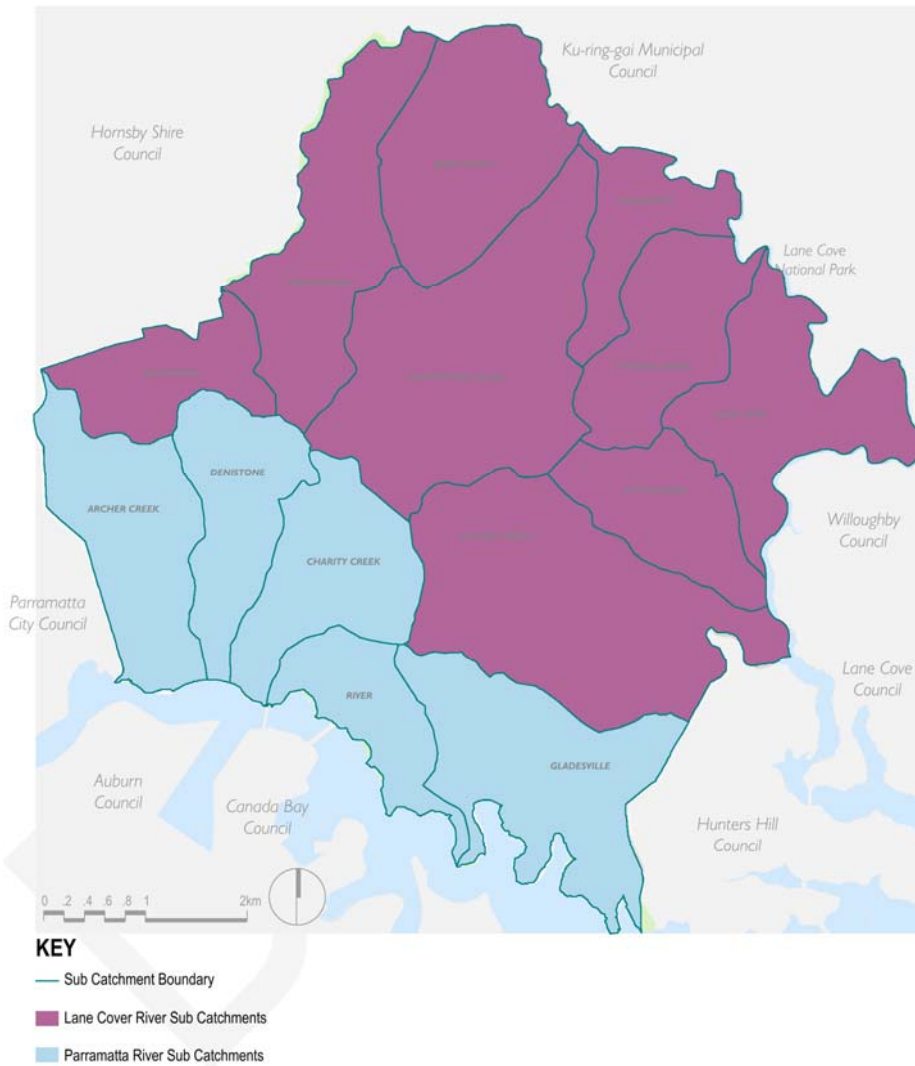 Ku-ring-gai Municipal
Council
Hornsby Shire
Council
Lane Cove
National Park
DENISTONE
ARCHER CREEK
Willoughby
Council
CHARITY CREEK
Parramatta
City Council
Lane Cove
Council
RIVER
GLADESVILLE
Auburn
Council
Canada Bay
Council
Hunters Hill
Council
0 .2 .4 .6 .8 1 2km
KEY
Sub Catchment Boundary
Lane Cover River Sub Catchments
Parramatta River Sub Catchments